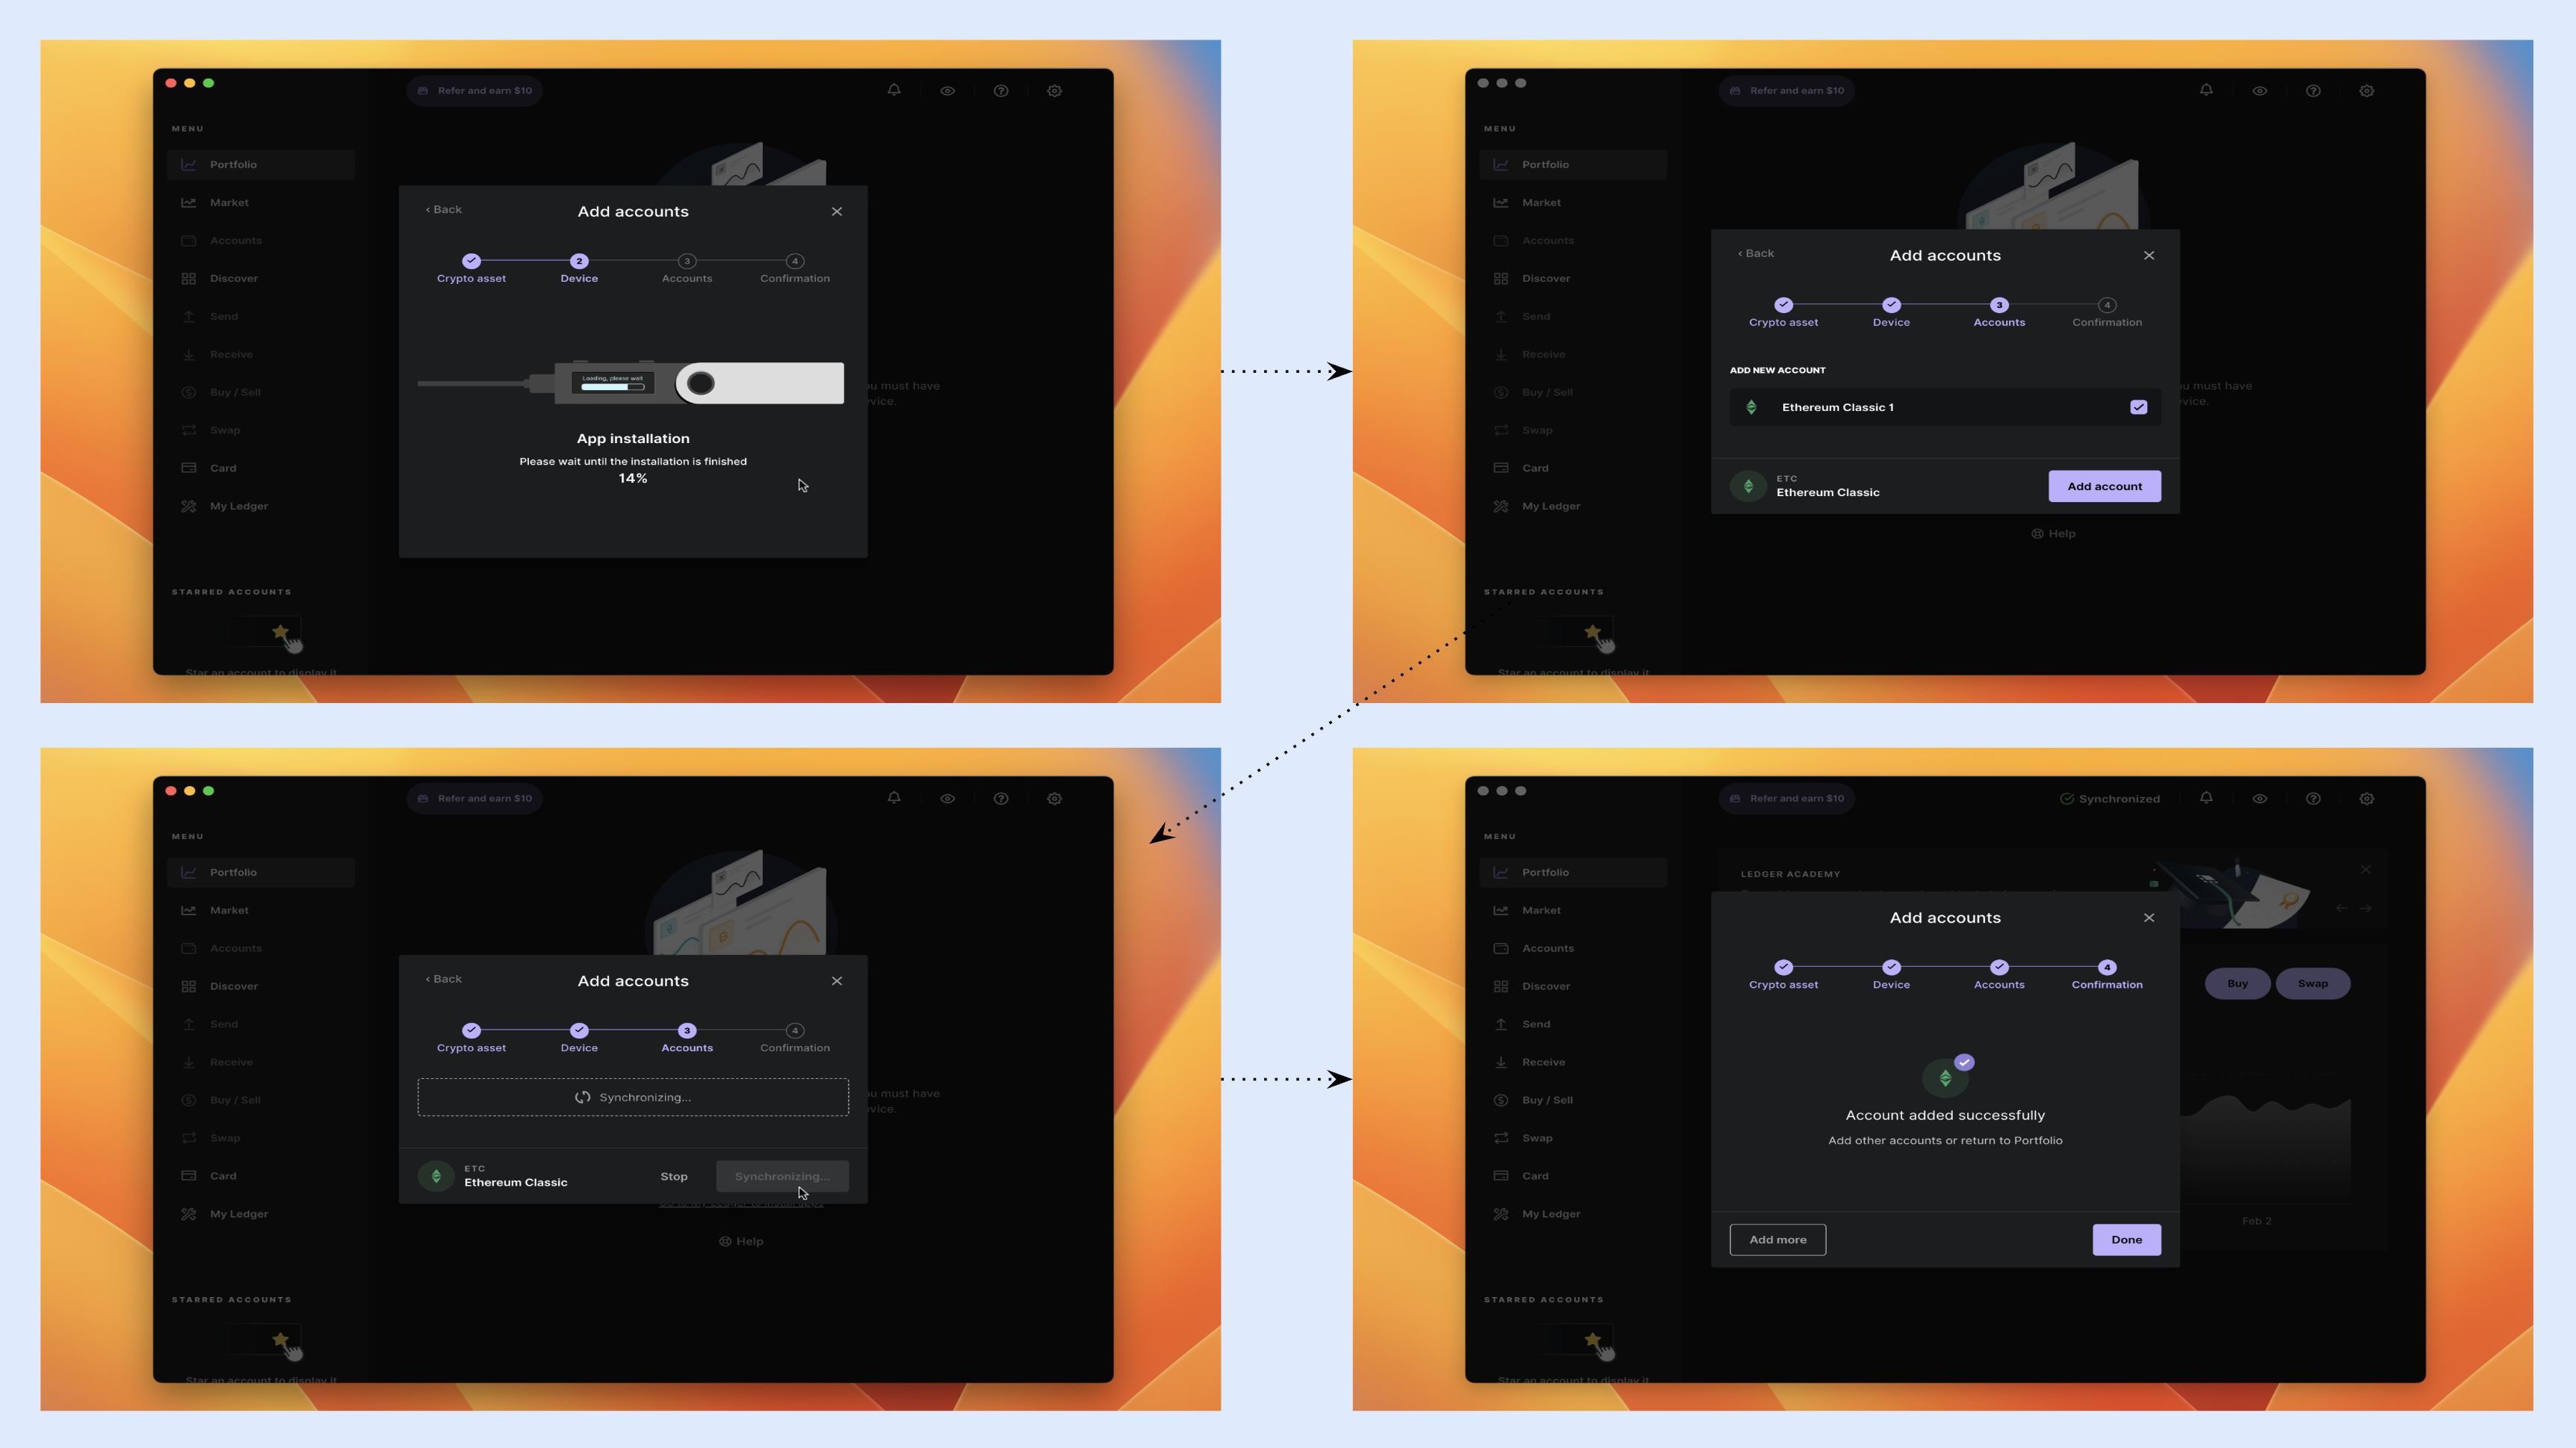 Refer and earn $10
MENU
Portfolio
Market
Accounts
Discover
Send
Receive
Buy / Sell
Swap
Card
My Ledger
STARRED ACCOUNTS
Star an account to display it
‹ Back
Add accounts
2
3
4
Crypto asset
Device
Accounts
Confirmation
Loading, please wait
App installation
Please wait until the installation is finished
14%
u must have
vice.
Refer and earn $10
MENU
Portfolio
Market
Accounts
Discover
Send
Receive
Buy / Sell
Swap
Card
My Ledger
STARRED ACCOUNTS
Star an account to display it
‹ Back
Add accounts
3
4
Crypto asset
Device
Accounts
Confirmation
ADD NEW ACCOUNT
Ethereum Classic 1
ETC
Ethereum Classic
Add account
u must have
vice.
Help
Refer and earn $10
MENU
Portfolio
Market
Accounts
Discover
Send
Receive
Buy / Sell
Swap
Card
My Ledger
STARRED ACCOUNTS
Star an account to display it
‹ Back
Add accounts
3
4
Crypto asset
Device
Accounts
Confirmation
Synchronizing...
ETC
Ethereum Classic
Stop
Synchronizing...
u must have
vice.
Help
Refer and earn $10
Synchronized
MENU
Portfolio
Market
Accounts
Discover
Send
Receive
Buy / Sell
Swap
Card
My Ledger
STARRED ACCOUNTS
Star an account to display it
LEDGER ACADEMY
Add accounts
4
Crypto asset
Device
Accounts
Confirmation
Account added successfully
Add other accounts or return to Portfolio
Add more
Done
Buy
Swap
Feb 2